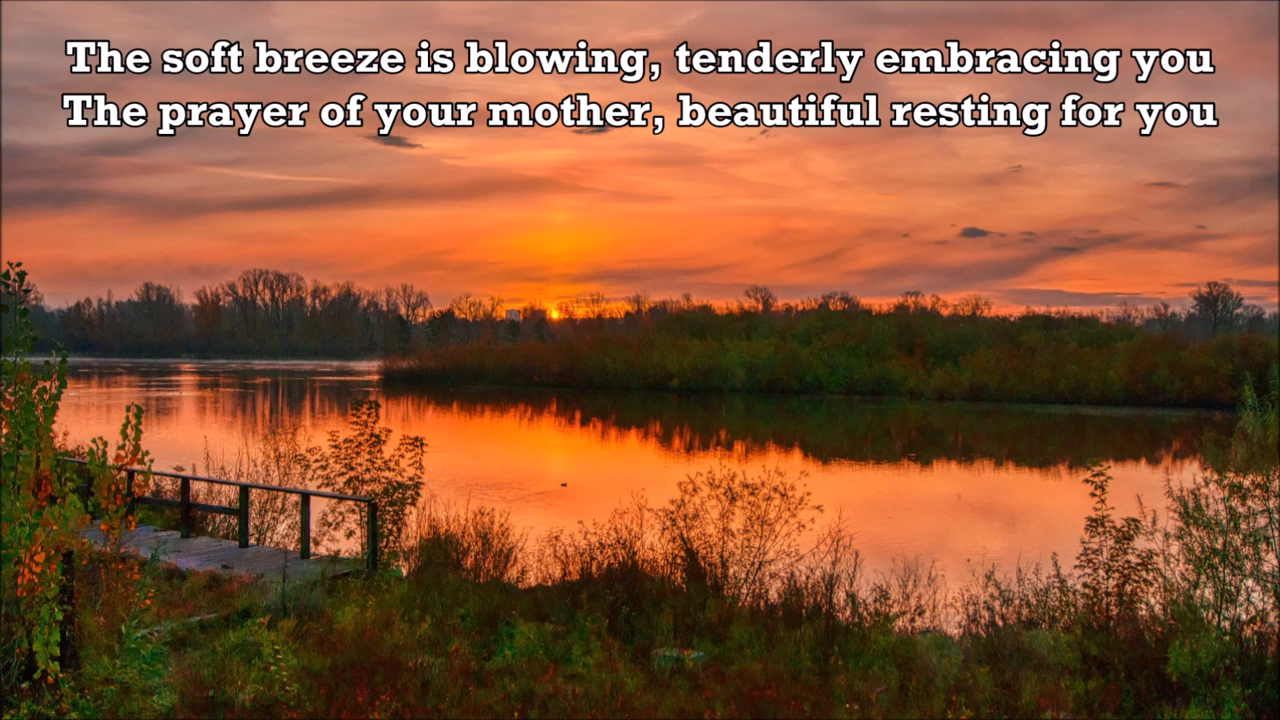 The soft breeze is blowing, tenderly embracing you
The prayer of your mother, beautiful resting for you